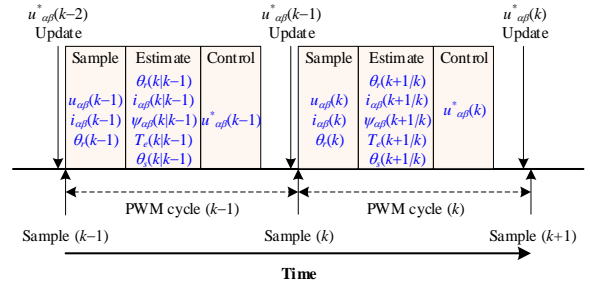 u*αβ(k−2) u*αβ(k−1) u*αβ(k)
Update Update Update
Sample Estimate Control Sample Estimate Control
θr(k|k−1) θr(k+1/k)
uαβ(k−1) iαβ(k|k−1) uαβ(k) iαβ(k+1/k) u*αβ(k)
iαβ(k−1) ψαβ(k|k−1) u*αβ(k−1) iαβ(k) ψαβ(k+1/k)
θr(k−1) Te(k|k−1) θr(k) Te(k+1/k)
θs(k|k−1) θs(k+1/k)
PWM cycle (k−1) PWM cycle (k)
Sample (k−1) Sample (k) Sample (k+1)
Time